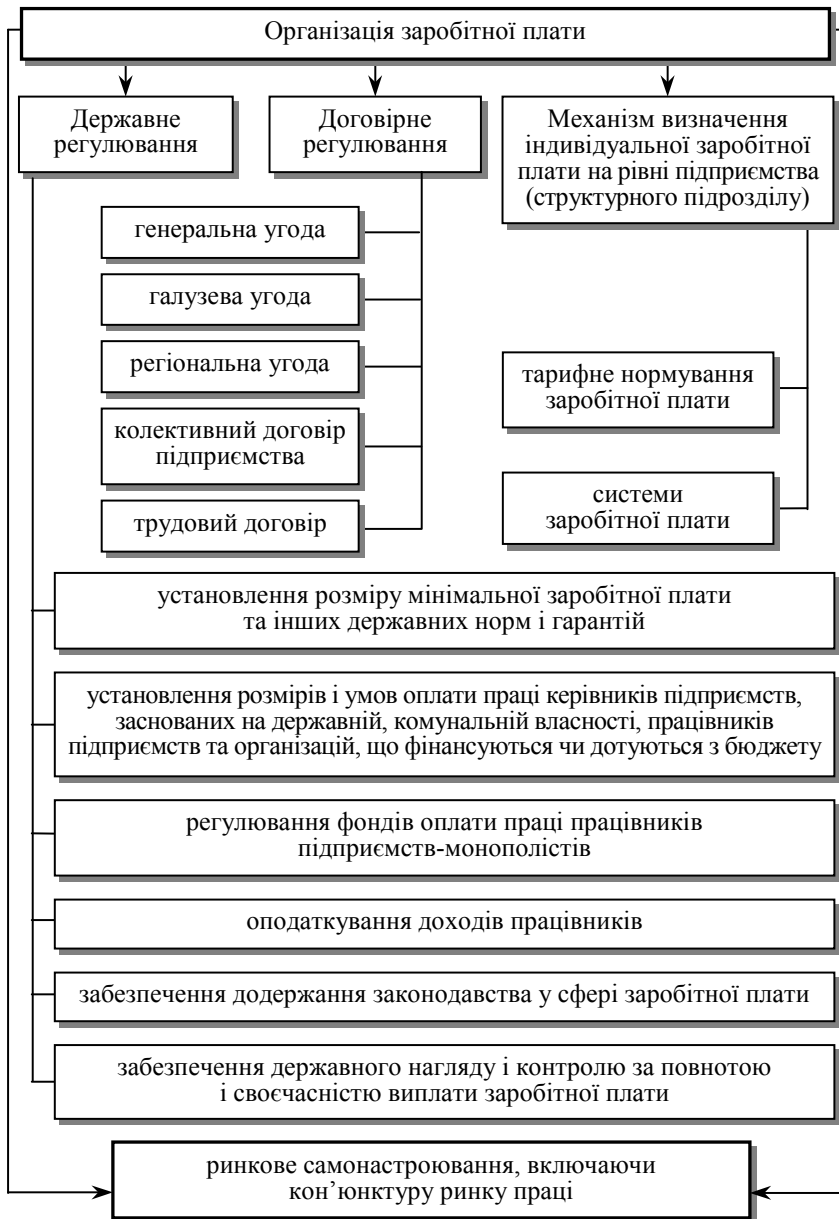 Організація заробітної плати
Державне
регулювання
Договірне
регулювання
Механізм визначення
індивідуальної заробітної
плати на рівні підприємства
(структурного підрозділу)
генеральна угода
галузева угода
регіональна угода
колективний договір
підприємства
трудовий договір
тарифне нормування
заробітної плати
системи
заробітної плати
установлення розміру мінімальної заробітної плати
та інших державних норм і гарантій
установлення розмірів і умов оплати праці керівників підприємств,
заснованих на державній, комунальній власності, працівників
підприємств та організацій, що фінансуються чи дотуються з бюджету
регулювання фондів оплати праці працівників
підприємств-монополістів
оподаткування доходів працівників
забезпечення додержання законодавства у сфері заробітної плати
забезпечення державного нагляду і контролю за повнотою
і своєчасністю виплати заробітної плати
ринкове самонастроювання, включаючи
кон’юнктуру ринку праці